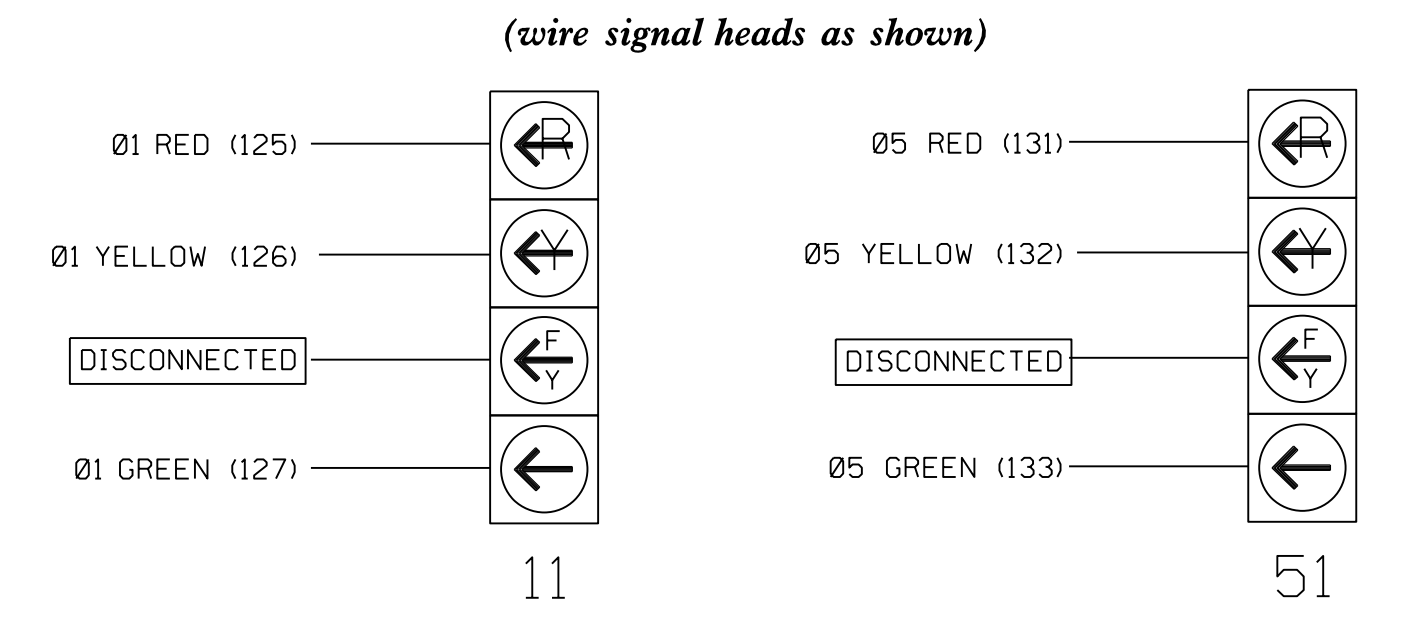 (wire signal heads as shown)
Ø1 RED (125)
R
Ø1 YELLOW (126)
Y
DISCONNECTED
F
Y
Ø1 GREEN (127)
11
Ø5 RED (131)
R
Ø5 YELLOW (132)
Y
DISCONNECTED
F
Y
Ø5 GREEN (133)
51